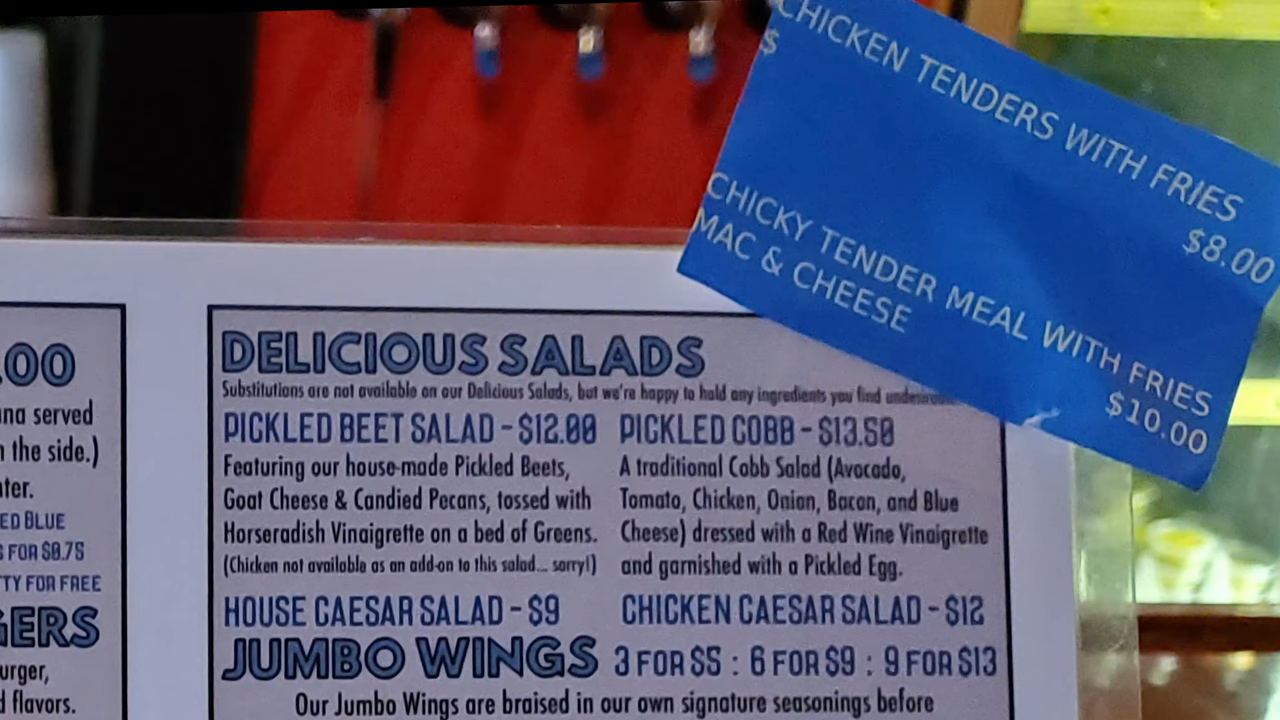 CHICKEN TENDERS WITH FRIES
$
$8.00
CHICKY TENDER MEAL WITH FRIES
MAC & CHEESE
$10.00
.00
na served
the side.)
ter.
ED BLUE
FOR $0.75
TTY FOR FREE
GERS
urger,
flavors.
DELICIOUS SALADS
Substitutions are not available on our Delicious Salads, but we're happy to hold any ingredients you find
PICKLED BEET SALAD - $12.00
Featuring our house-made Pickled Beets,
Goat Cheese & Candied Pecans, tossed with
Horseradish Vinaigrette on a bed of Greens.
(Chicken not available as an add-on to this salad... sorry!)
PICKLED COBB - $13.50
A traditional Cobb Salad (Avocado,
Tomato, Chicken, Onion, Bacon, and Blue
Cheese) dressed with a Red Wine Vinaigrette
and garnished with a Pickled Egg.
HOUSE CAESAR SALAD - $9
CHICKEN CAESAR SALAD - $12
JUMBO WINGS 3 FOR $5 : 6 FOR $9 : 9 FOR $13
Our Jumbo Wings are braised in our own signature seasonings before